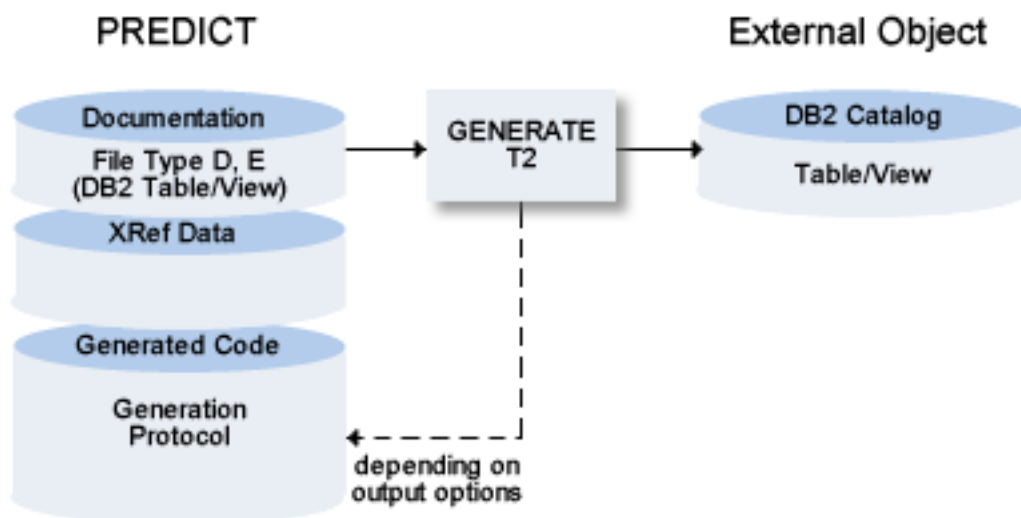 PREDICT
External Object
Documentation
File Type D, E
(DB2 Table/View)
XRef Data
Generated Code
Generation
Protocol
GENERATE
T2
depending on
output options
DB2 Catalog
Table/View